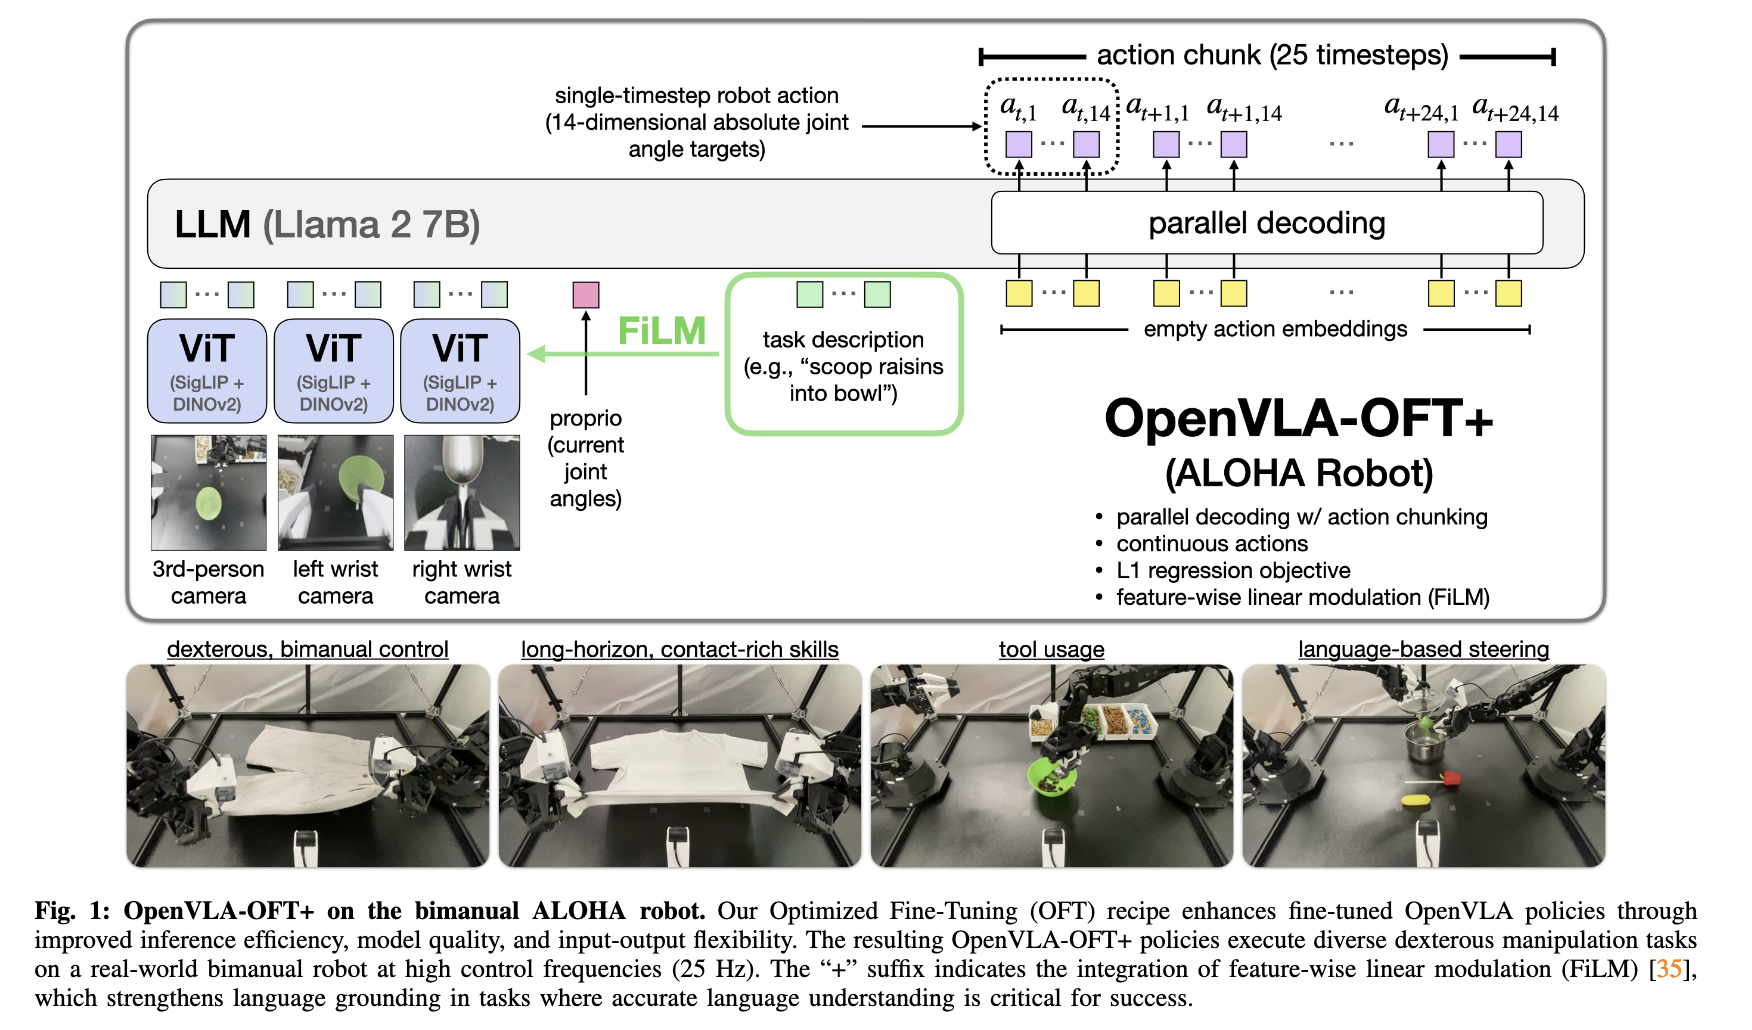 action chunk (25 timesteps)
single-timestep robot action
(14-dimensional absolute joint
angle targets)
a_{t,1} a_{t,14} a_{t+1,1} a_{t+1,14} a_{t+24,1} a_{t+24,14}
... ... ... ...
LLM (Llama 2 7B)
parallel decoding
... ... ... ... ... ... ... ...
empty action embeddings
ViT
(SigLIP +
DINOv2)
ViT
(SigLIP +
DINOv2)
ViT
(SigLIP +
DINOv2)
FiLM
task description
(e.g., “scoop raisins
into bowl”)
proprio
(current
joint
angles)
3rd-person
camera
left wrist
camera
right wrist
camera
OpenVLA-OFT+
(ALOHA Robot)
• parallel decoding w/ action chunking
• continuous actions
• L1 regression objective
• feature-wise linear modulation (FiLM)
dexterous, bimanual control
long-horizon, contact-rich skills
tool usage
language-based steering
Fig. 1: OpenVLA-OFT+ on the bimanual ALOHA robot. Our Optimized Fine-Tuning (OFT) recipe enhances fine-tuned OpenVLA policies through
improved inference efficiency, model quality, and input-output flexibility. The resulting OpenVLA-OFT+ policies execute diverse dexterous manipulation tasks
on a real-world bimanual robot at high control frequencies (25 Hz). The “+” suffix indicates the integration of feature-wise linear modulation (FiLM) [35],
which strengthens language grounding in tasks where accurate language understanding is critical for success.